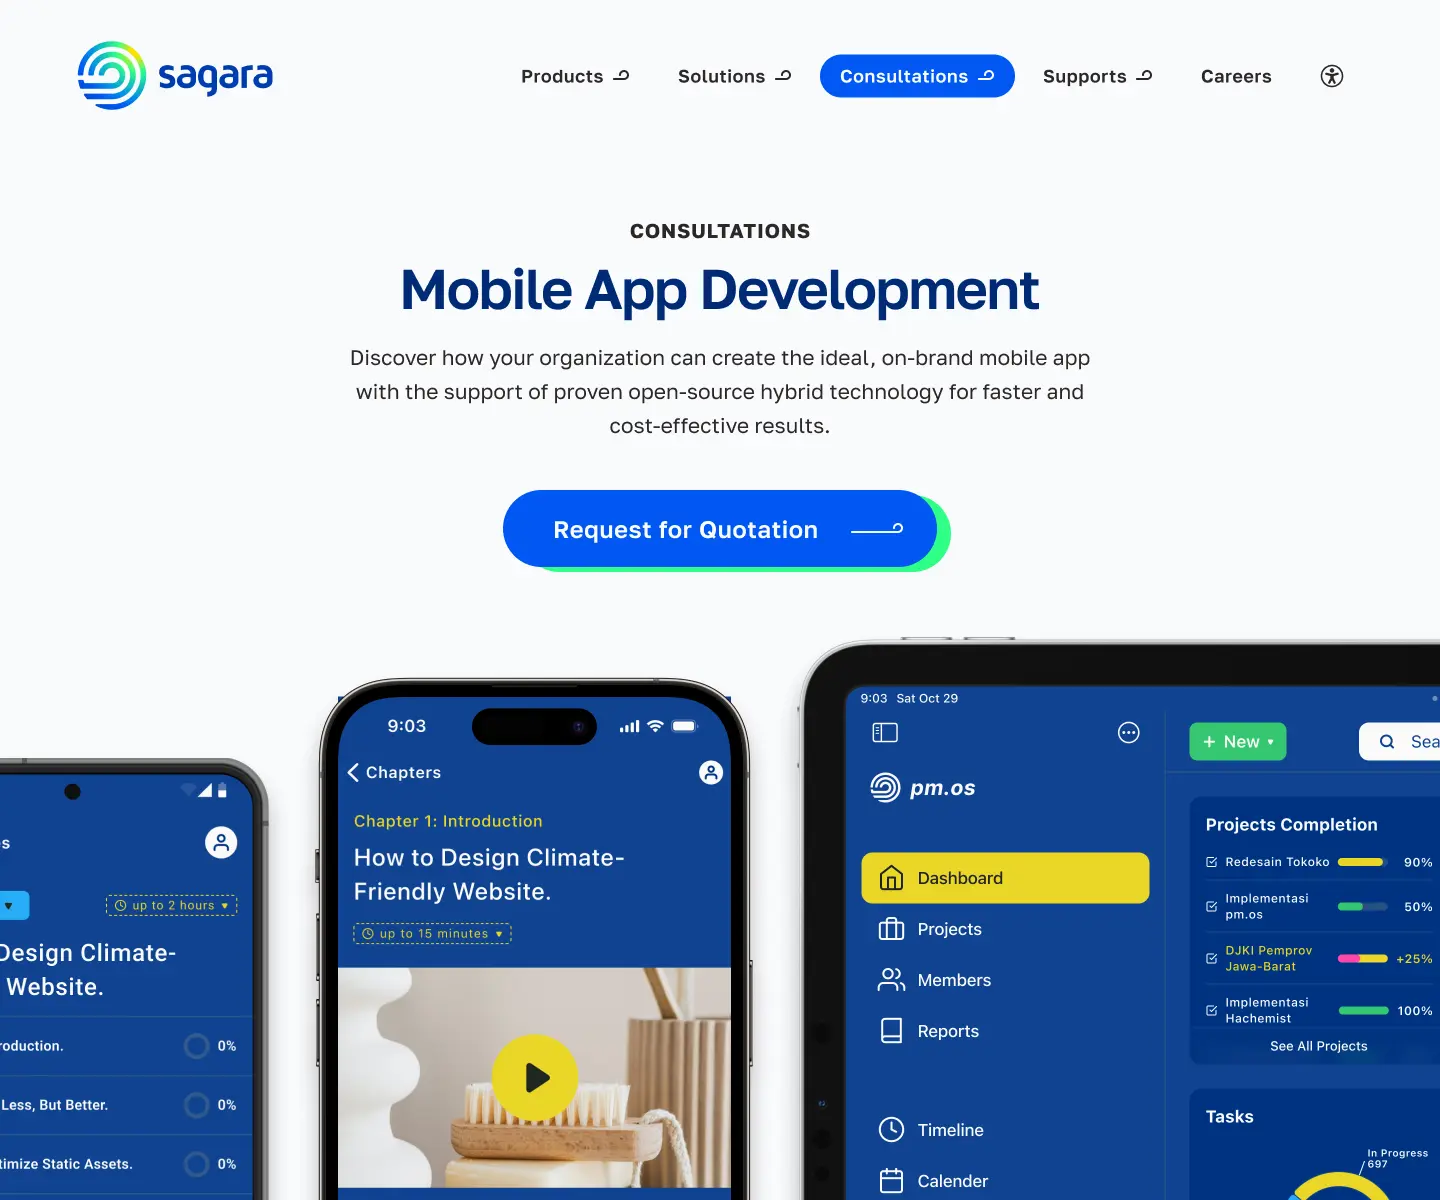 sagara
Products
Solutions
Consultations
Supports
Careers
CONSULTATIONS
Mobile App Development
Discover how your organization can create the ideal, on-brand mobile app
with the support of proven open-source hybrid technology for faster and
cost-effective results.
Request for Quotation
up to 2 hours
Design Climate-
Website.
0%
Less, But Better.
0%
Static Assets.
0%
9:03
Chapters
Chapter 1: Introduction
How to Design Climate-
Friendly Website.
up to 15 minutes
9:03 Sat Oct 29
pm.os
Dashboard
Projects
Members
Reports
Timeline
Calender
+ New
Projects Completion
Redesain Tokoko 90%
Implementasi
pm.os
50%
DJKI Pemprov
Jawa-Barat
+25%
Implementasi
Hachemist
100%
See All Projects
Tasks
In Progress
697